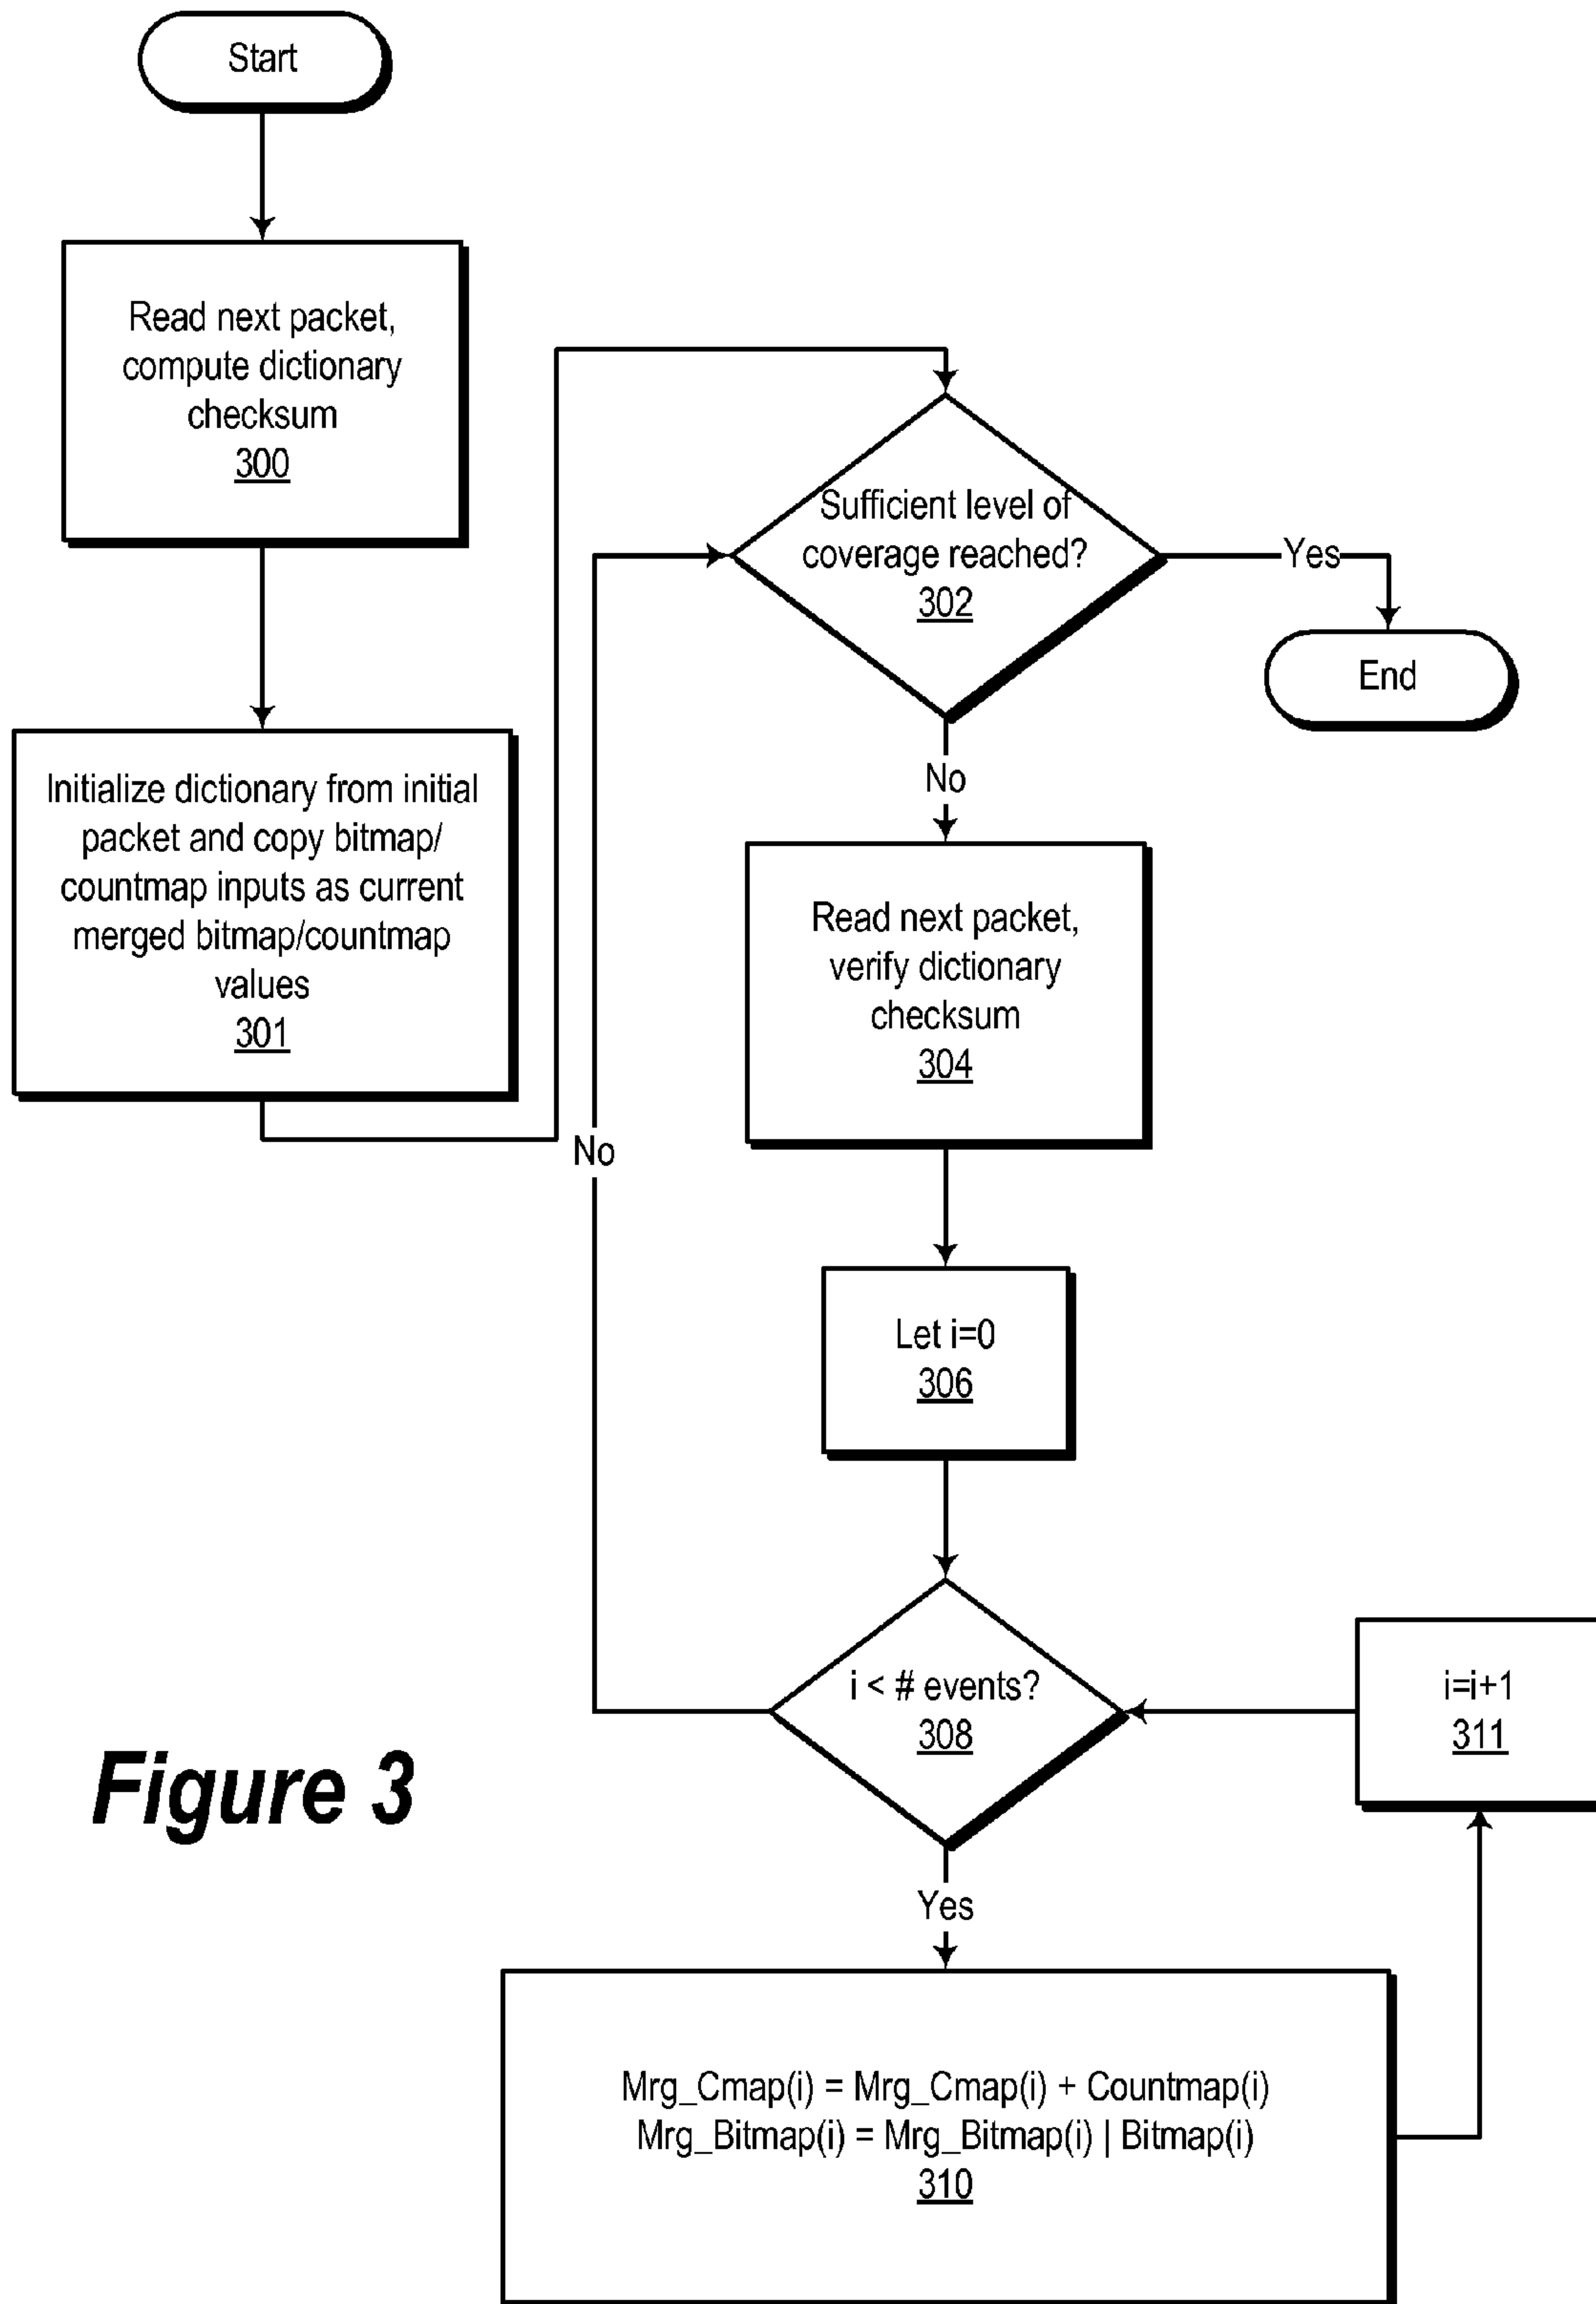 Start
Read next packet,
compute dictionary
checksum
300
Initialize dictionary from initial
packet and copy bitmap/
countmap inputs as current
merged bitmap/countmap
values
301
Sufficient level of
coverage reached?
302
Yes
End
No
Read next packet,
verify dictionary
checksum
304
No
Let i=0
306
i < # events?
308
i=i+1
311
Yes
Mrg_Cmap(i) = Mrg_Cmap(i) + Countmap(i)
Mrg_Bitmap(i) = Mrg_Bitmap(i) | Bitmap(i)
310
Figure 3